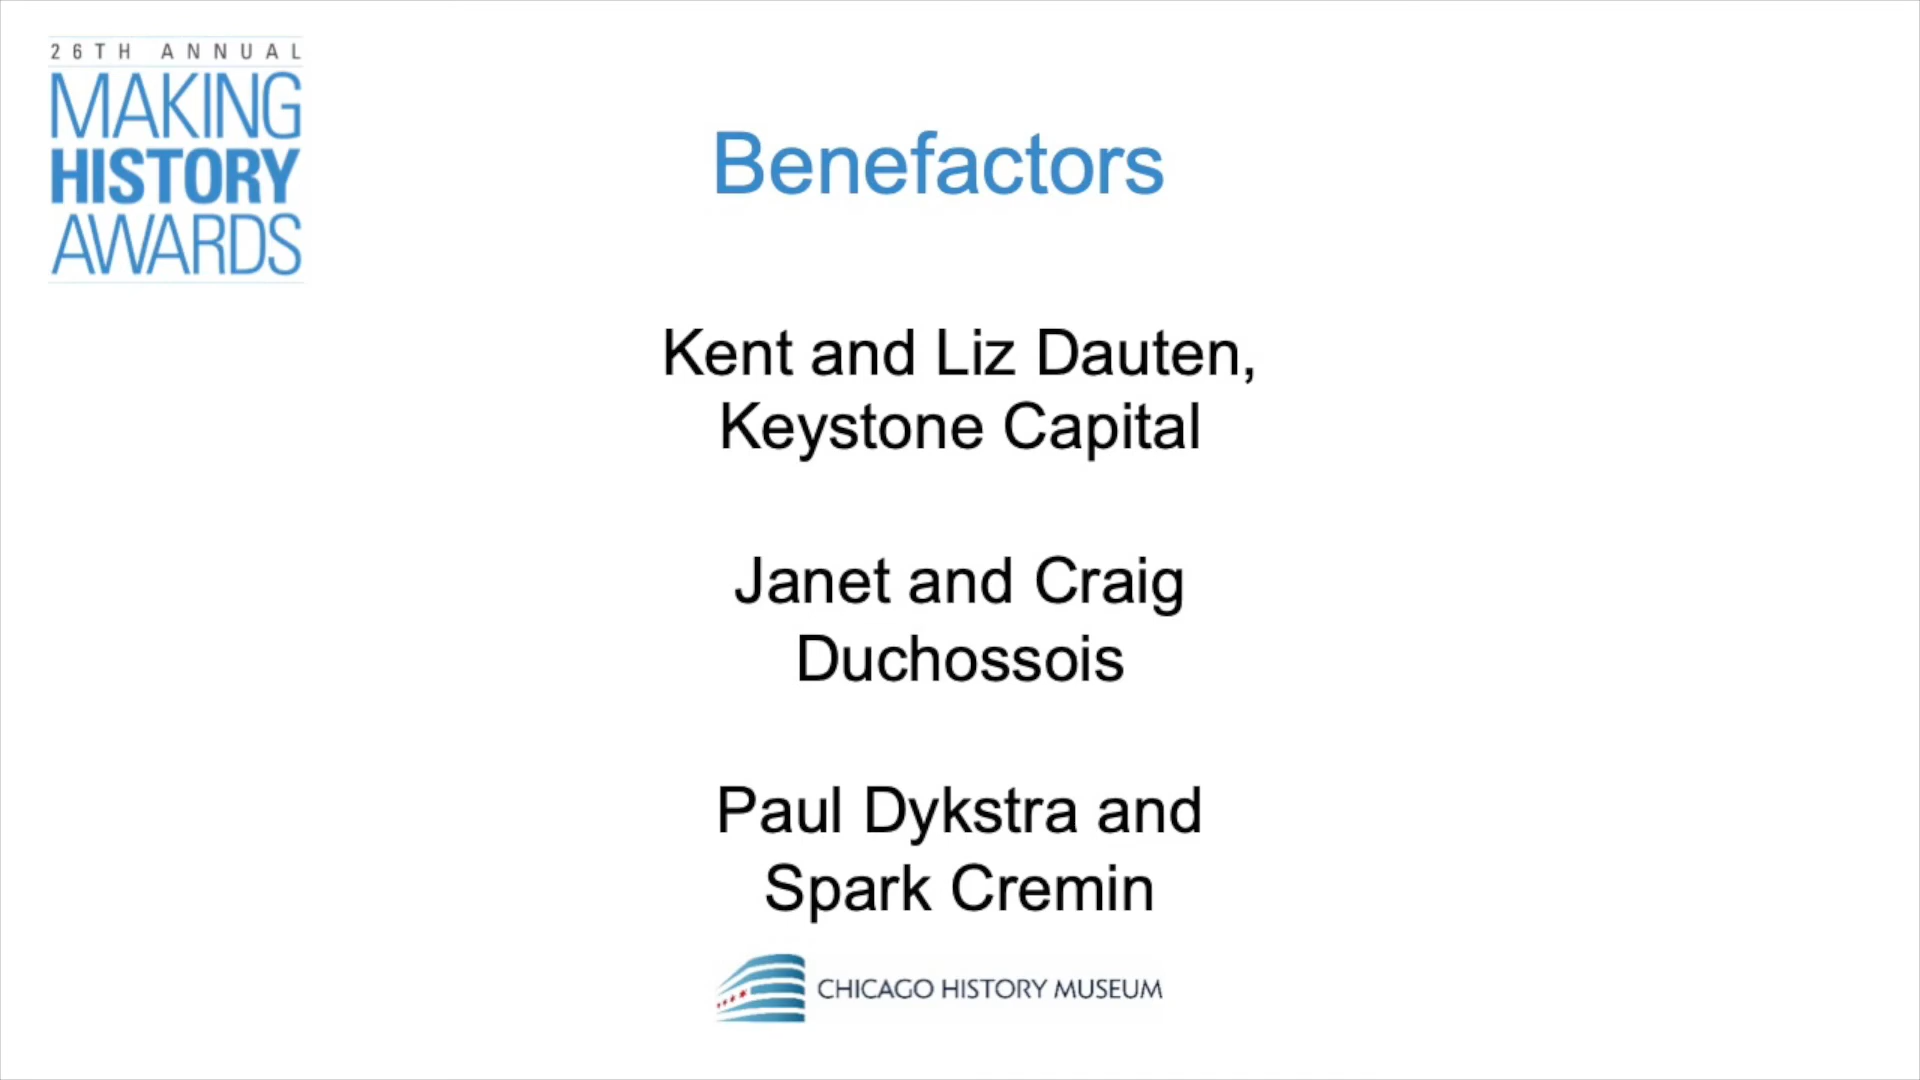 26TH ANNUAL
MAKING
HISTORY
AWARDS
Benefactors
Kent and Liz Dauten,
Keystone Capital
Janet and Craig
Duchossois
Paul Dykstra and
Spark Cremin
CHICAGO HISTORY MUSEUM